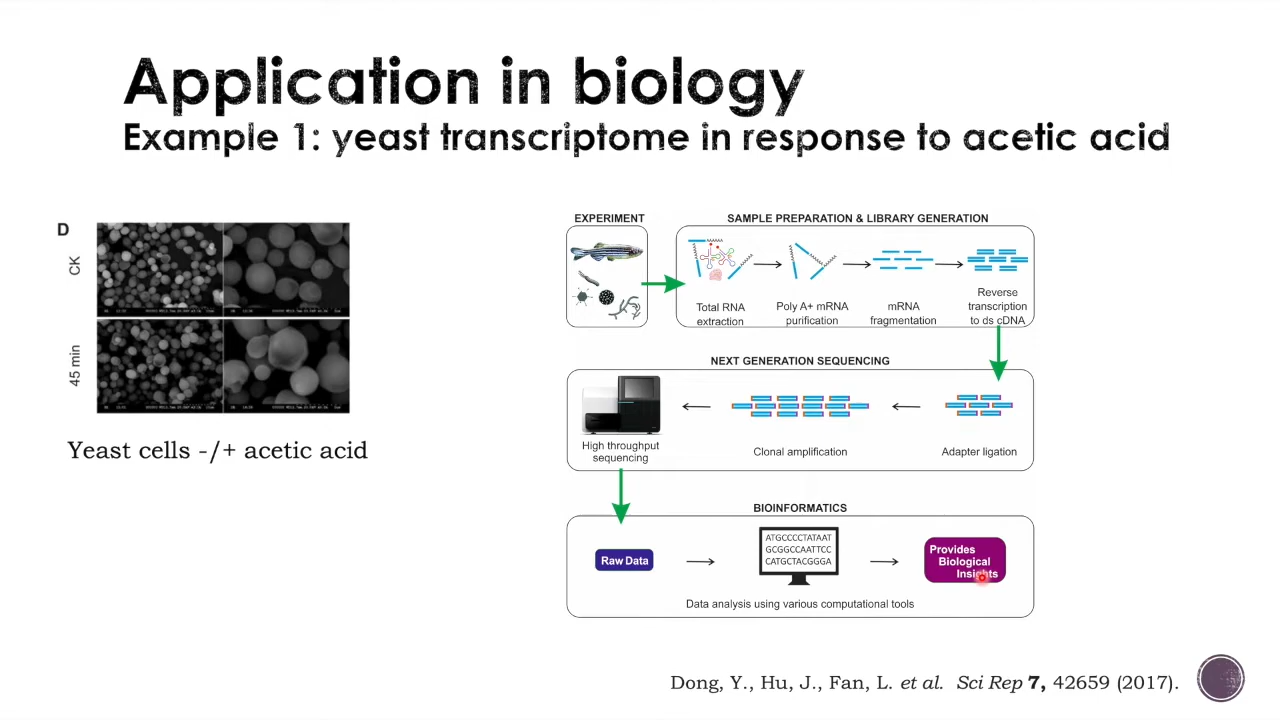 Application in biology
Example 1: yeast transcriptome in response to acetic acid
D
CK
45 min
Yeast cells -/+ acetic acid
EXPERIMENT
SAMPLE PREPARATION & LIBRARY GENERATION
Total RNA
extraction
Poly A+ mRNA
purification
mRNA
fragmentation
Reverse
transcription
to ds cDNA
NEXT GENERATION SEQUENCING
High throughput
sequencing
Clonal amplification
Adapter ligation
BIOINFORMATICS
Raw Data
ATGCCCCTATAAT
GCGGCCAATTCC
CATGCTACGGGA
Provides
Biological
Insights
Data analysis using various computational tools
Dong, Y., Hu, J., Fan, L. et al. Sci Rep 7, 42659 (2017).